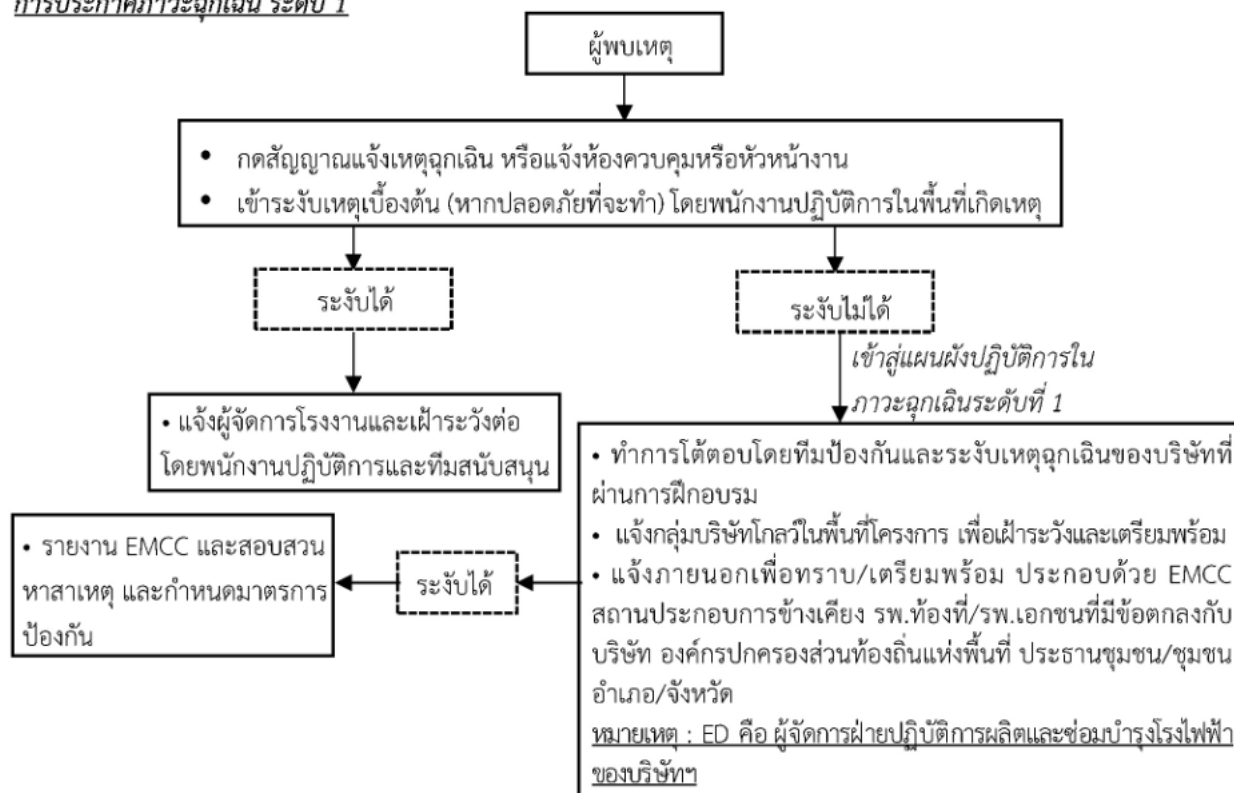 การประกาศภาวะฉุกเฉิน ระดับ 1
ผู้พบเหตุ
• กดสัญญาณแจ้งเหตุฉุกเฉิน หรือแจ้งห้องควบคุมหรือหัวหน้างาน
• เข้าระงับเหตุเบื้องต้น (หากปลอดภัยที่จะทำ) โดยพนักงานปฏิบัติการในพื้นที่เกิดเหตุ
ระงับได้
ระงับไม่ได้
เข้าสู่แผนผังปฏิบัติการใน
ภาวะฉุกเฉินระดับที่ 1
• แจ้งผู้จัดการโรงงานและเฝ้าระวังต่อ
โดยพนักงานปฏิบัติการและทีมสนับสนุน
• ทำการโต้ตอบโดยทีมป้องกันและระงับเหตุฉุกเฉินของบริษัทที่
ผ่านการฝึกอบรม
• แจ้งกลุ่มบริษัทโกลว์ในพื้นที่โครงการ เพื่อเฝ้าระวังและเตรียมพร้อม
• แจ้งภายนอกเพื่อทราบ/เตรียมพร้อม ประกอบด้วย EMCC
สถานประกอบการข้างเคียง รพ.ท้องที่/รพ.เอกชนที่มีข้อตกลงกับ
บริษัท องค์กรปกครองส่วนท้องถิ่นแห่งพื้นที่ ประธานชุมชน/ชุมชน
อำเภอ/จังหวัด
หมายเหตุ : ED คือ ผู้จัดการฝ่ายปฏิบัติการผลิตและซ่อมบำรุงโรงไฟฟ้า
ของบริษัทฯ
ระงับได้
• รายงาน EMCC และสอบสวน
หาสาเหตุ และกำหนดมาตรการ
ป้องกัน